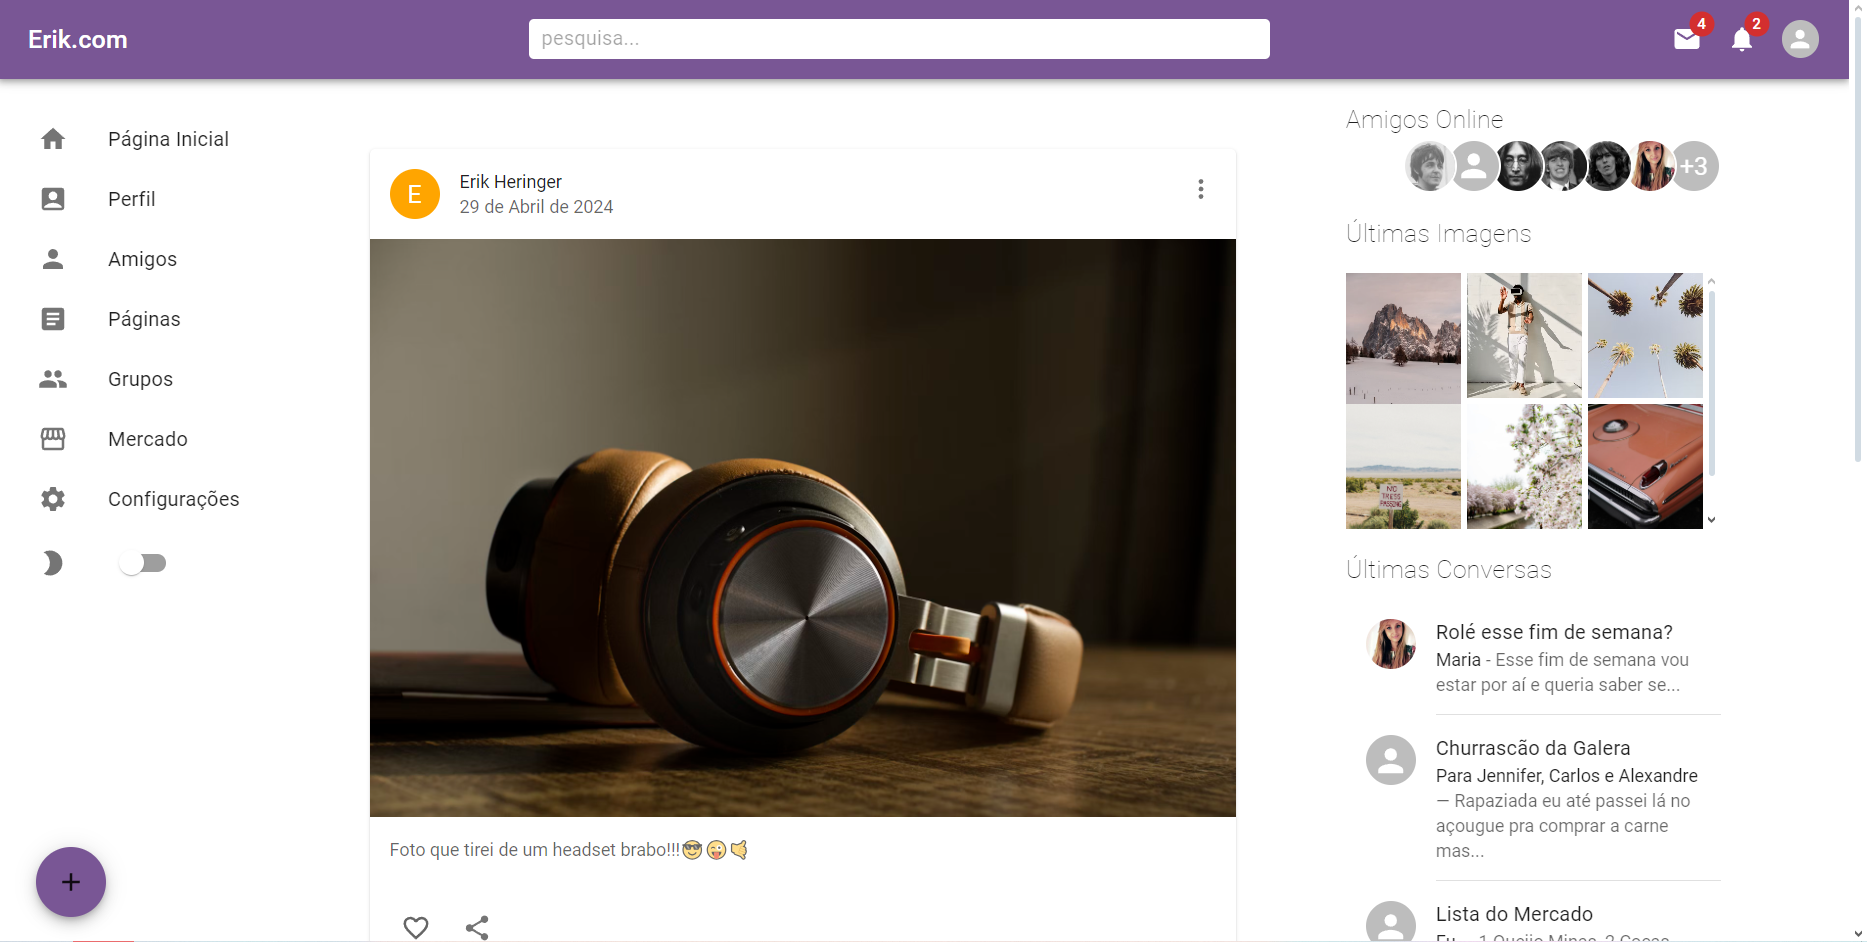 Erik.com
pesquisa...
4
2
Página Inicial
Perfil
Amigos
Páginas
Grupos
Mercado
Configurações
E
Erik Heringer
29 de Abril de 2024
Foto que tirei de um headset brabo!!!😎😜🤙
Amigos Online
+3
Últimas Imagens
NO
TRESS
PASSING
Últimas Conversas
Rolé esse fim de semana?
Maria - Esse fim de semana vou
estar por aí e queria saber se...
Churrascão da Galera
Para Jennifer, Carlos e Alexandre
— Rapaziada eu até passei lá no
açougue pra comprar a carne
mas...
Lista do Mercado